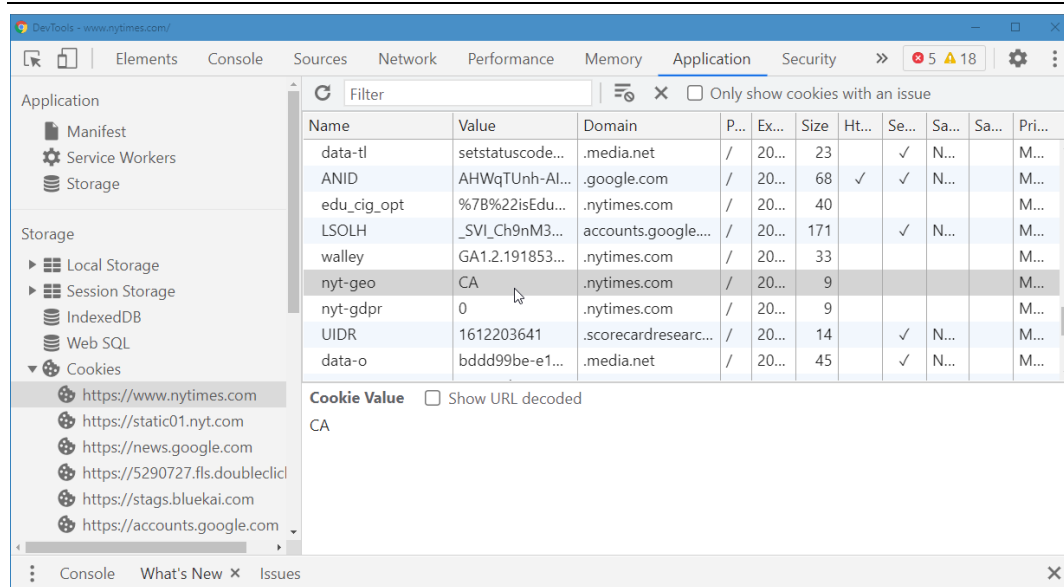 DevTools - www.nytimes.com/
Elements Console Sources Network Performance Memory Application Security » 5 18
Application
Manifest
Service Workers
Storage
Storage
Local Storage
Session Storage
IndexedDB
Web SQL
Cookies
https://www.nytimes.com
https://static01.nyt.com
https://news.google.com
https://5290727.fls.doubleclicl
https://stags.bluekai.com
https://accounts.google.com
Filter Only show cookies with an issue
Name Value Domain P... Ex... Size Ht... Se... Sa... Sa... Pri...
data-tl setstatuscode... .media.net / 20... 23 ✓ N... M...
ANID AHWqTUnh-AI... .google.com / 20... 68 ✓ ✓ N... M...
edu_cig_opt %7B%22isEdu... .nytimes.com / 20... 40 M...
LSOLH _SVI_Ch9nM3... accounts.google.... / 20... 171 ✓ N... M...
walley GA1.2.191853... .nytimes.com / 20... 33 M...
nyt-geo CA .nytimes.com / 20... 9 M...
nyt-gdpr 0 .nytimes.com / 20... 9 M...
UIDR 1612203641 .scorecardresearc... / 20... 14 ✓ N... M...
data-o bddd99be-e1... .media.net / 20... 45 ✓ N... M...
Cookie Value Show URL decoded
CA
Console What's New × Issues